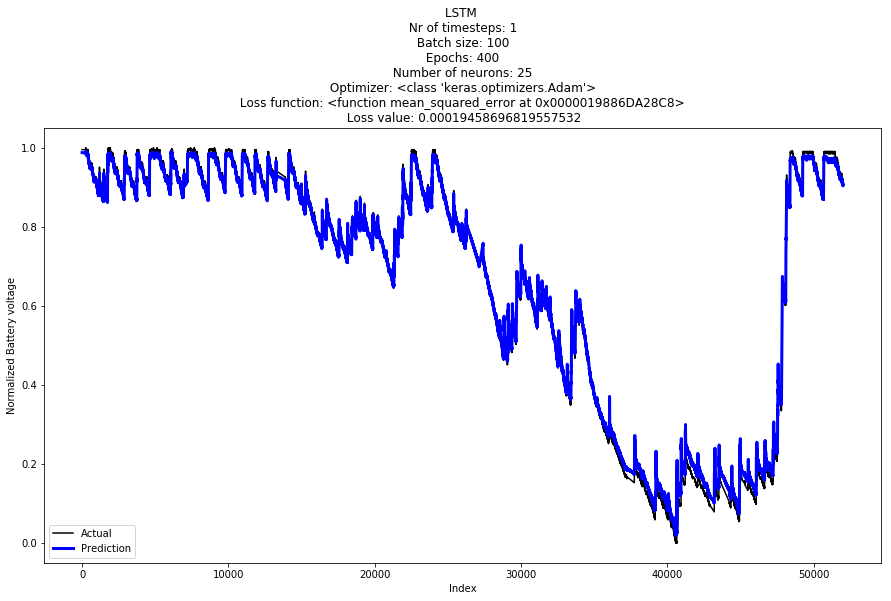 LSTM
Nr of timesteps: 1
Batch size: 100
Epochs: 400
Number of neurons: 25
Optimizer: <class 'keras.optimizers.Adam'>
Loss function: <function mean_squared_error at 0x0000019886DA28C8>
Loss value: 0.00019458696819557532
1.0
0.8
0.6
0.4
0.2
0.0
Normalized Battery voltage
Actual
Prediction
0 10000 20000 30000 40000 50000
Index